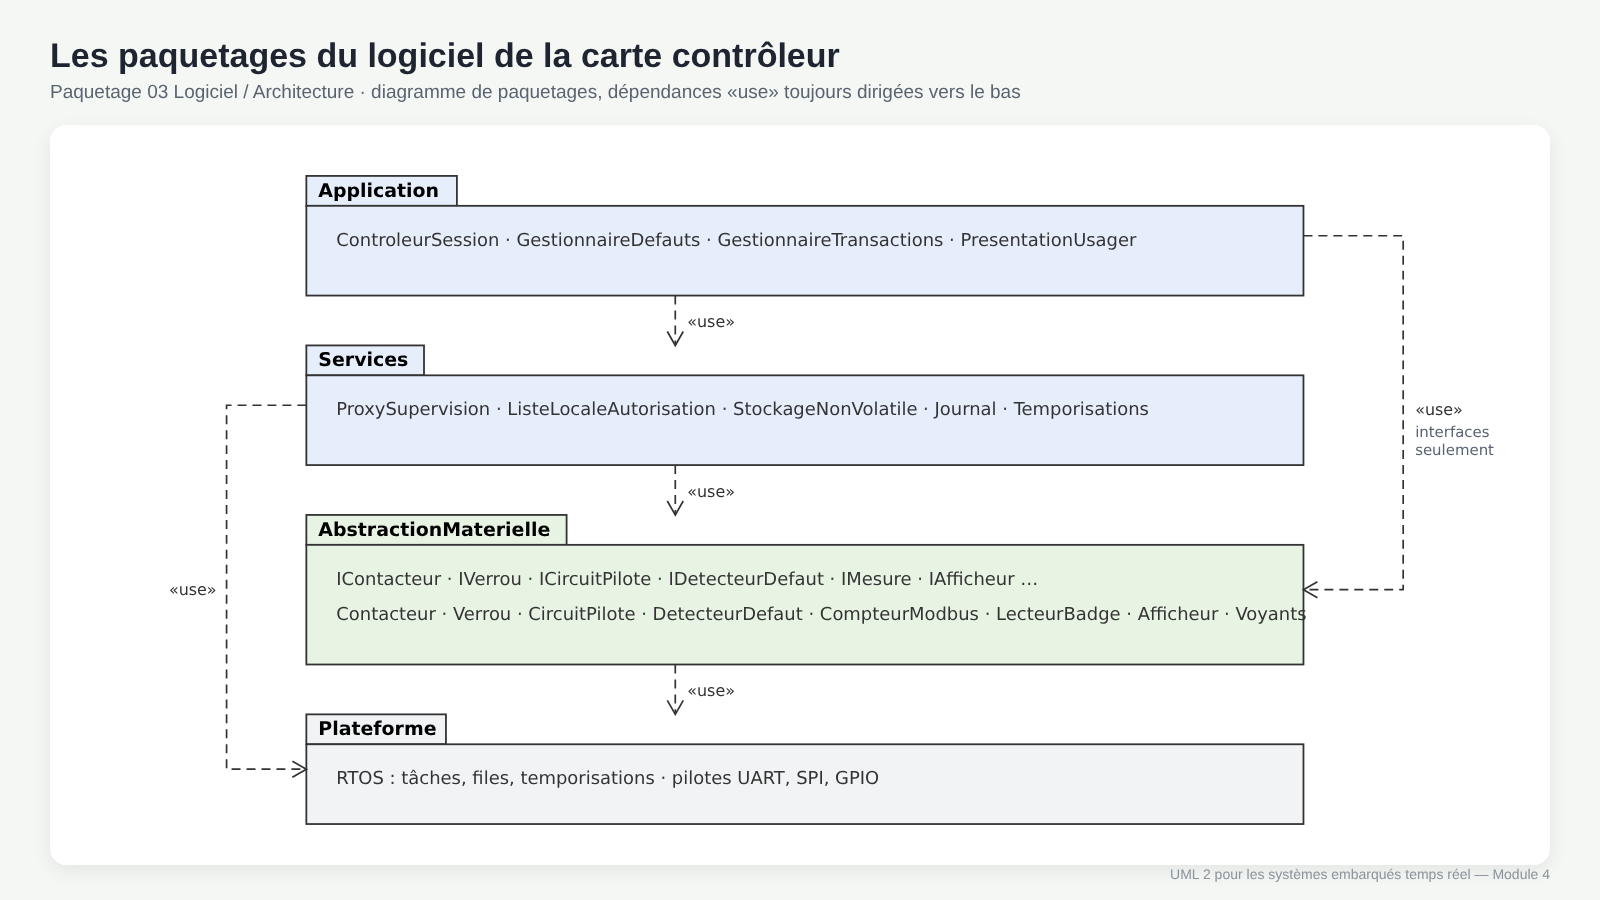 Les paquetages du logiciel de la carte contrôleur
Paquetage 03 Logiciel / Architecture · diagramme de paquetages, dépendances «use» toujours dirigées vers le bas
Application
ControleurSession · GestionnaireDefauts · GestionnaireTransactions · PresentationUsager
«use»
Services
ProxySupervision · ListeLocaleAutorisation · StockageNonVolatile · Journal · Temporisations
«use»
interfaces
seulement
«use»
AbstractionMaterielle
IContacteur · IVerrou · ICircuitPilote · IDetecteurDefaut · IMesure · IAfficheur ...
Contacteur · Verrou · CircuitPilote · DetecteurDefaut · CompteurModbus · LecteurBadge · Afficheur · Voyants
«use»
«use»
Plateforme
RTOS : tâches, files, temporisations · pilotes UART, SPI, GPIO
UML 2 pour les systèmes embarqués temps réel — Module 4